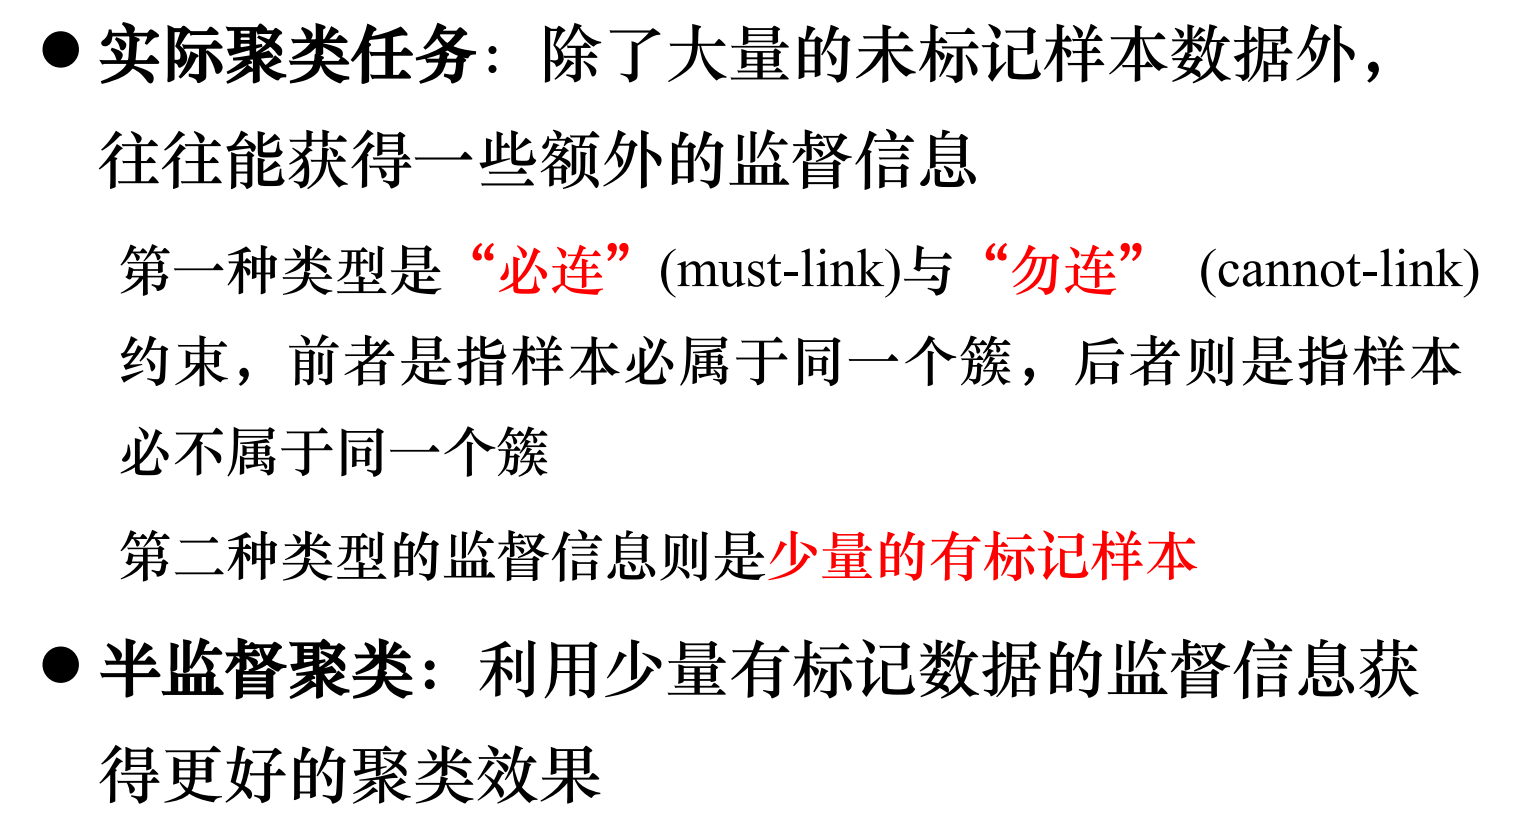 ● 实际聚类任务：除了大量的未标记样本数据外，
往往能获得一些额外的监督信息
第一种类型是“必连”(must-link)与“勿连” (cannot-link)
约束，前者是指样本必属于同一个簇，后者则是指样本
必不属于同一个簇
第二种类型的监督信息则是少量的有标记样本
● 半监督聚类：利用少量有标记数据的监督信息获
得更好的聚类效果